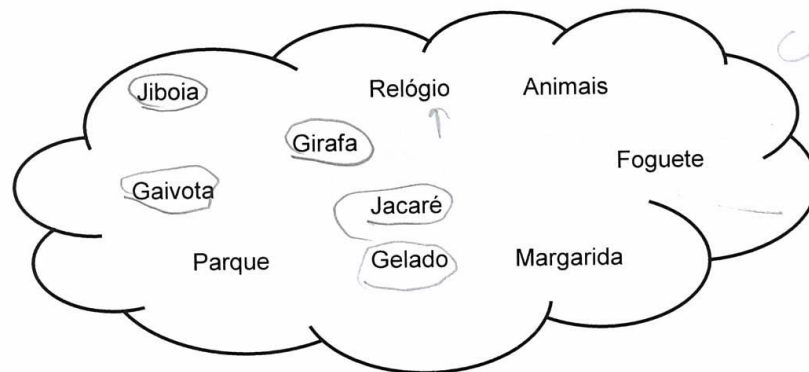 Jiboia
Relógio
Animais
Girafa
Foguete
Gaivota
Jacaré
Parque
Gelado
Margarida